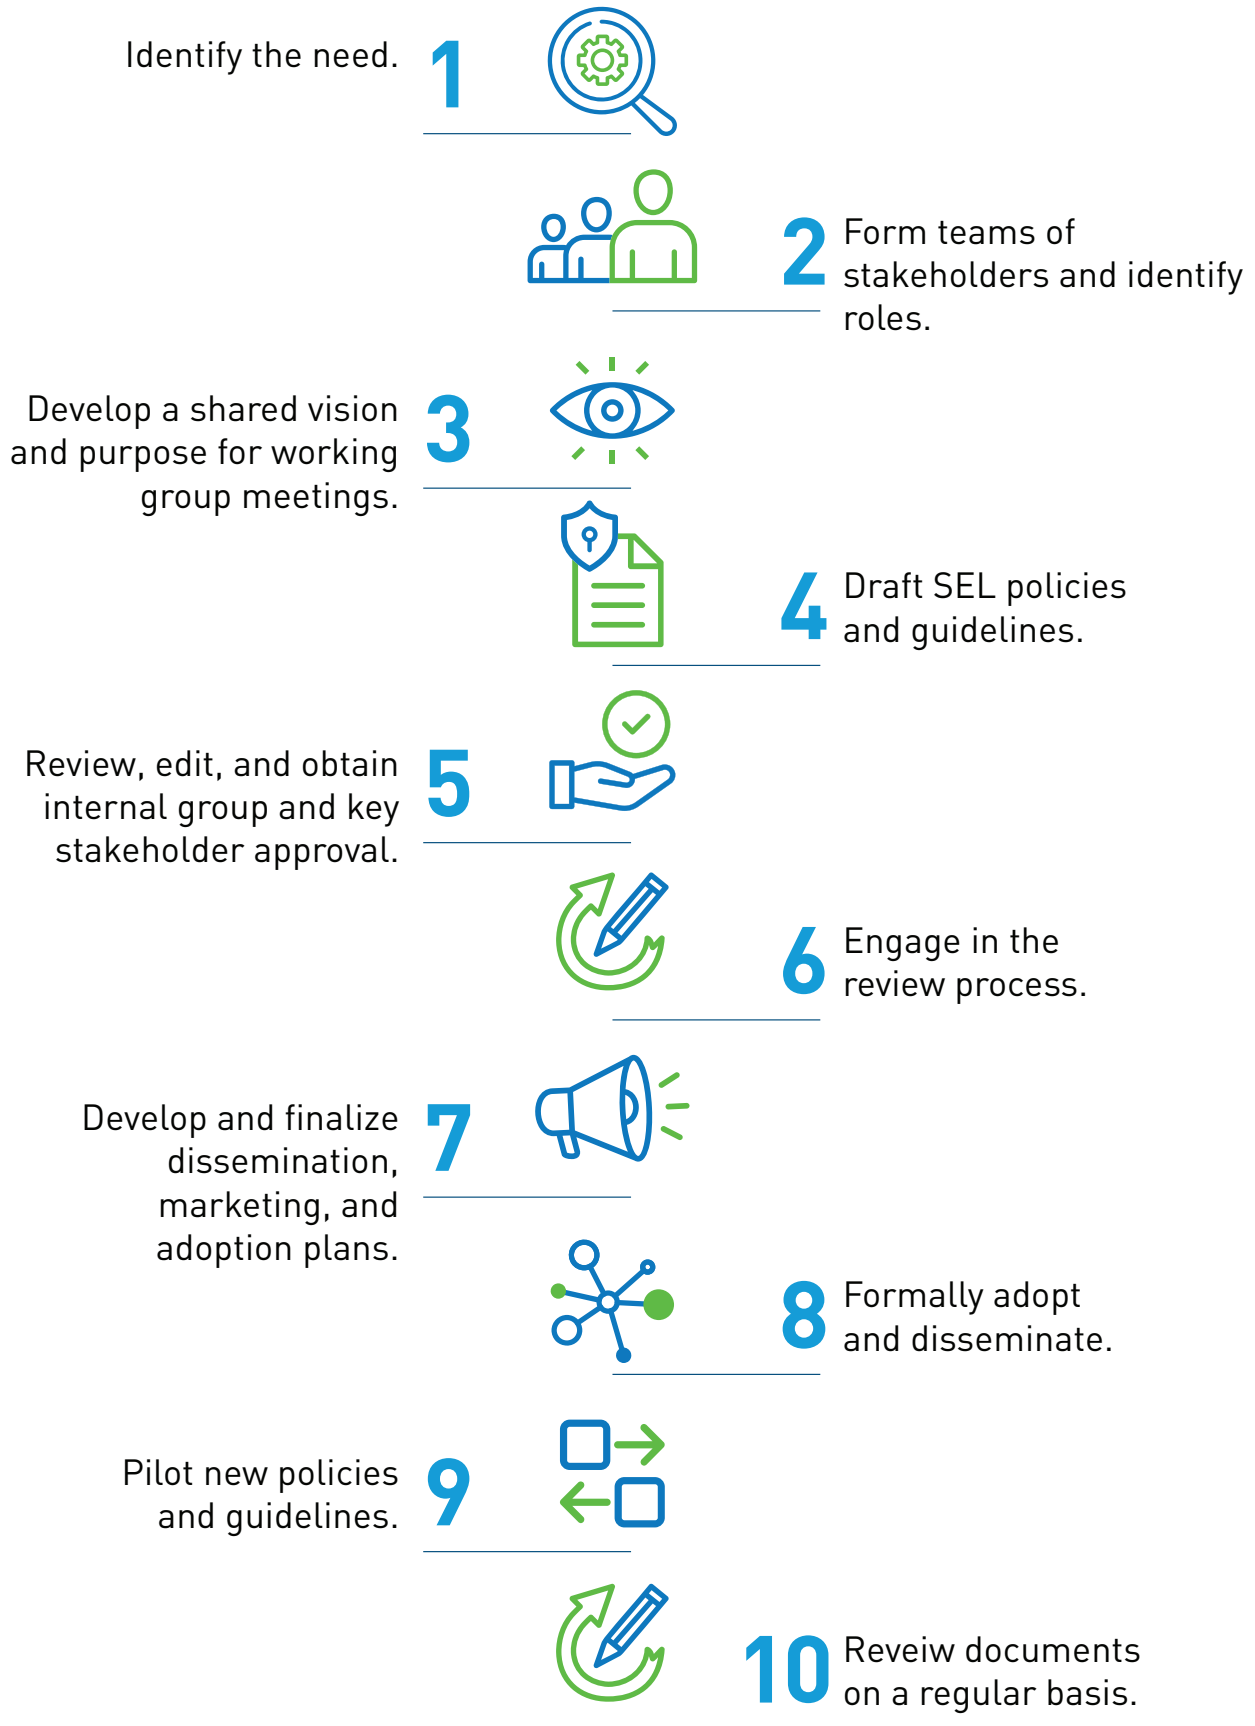 Identify the need.
1
2
Form teams of
stakeholders and identify
roles.
Develop a shared vision
and purpose for working
group meetings.
3
4
Draft SEL policies
and guidelines.
Review, edit, and obtain
internal group and key
stakeholder approval.
5
6
Engage in the
review process.
Develop and finalize
dissemination,
marketing, and
adoption plans.
7
8
Formally adopt
and disseminate.
Pilot new policies
and guidelines.
9
10
Reveiw documents
on a regular basis.